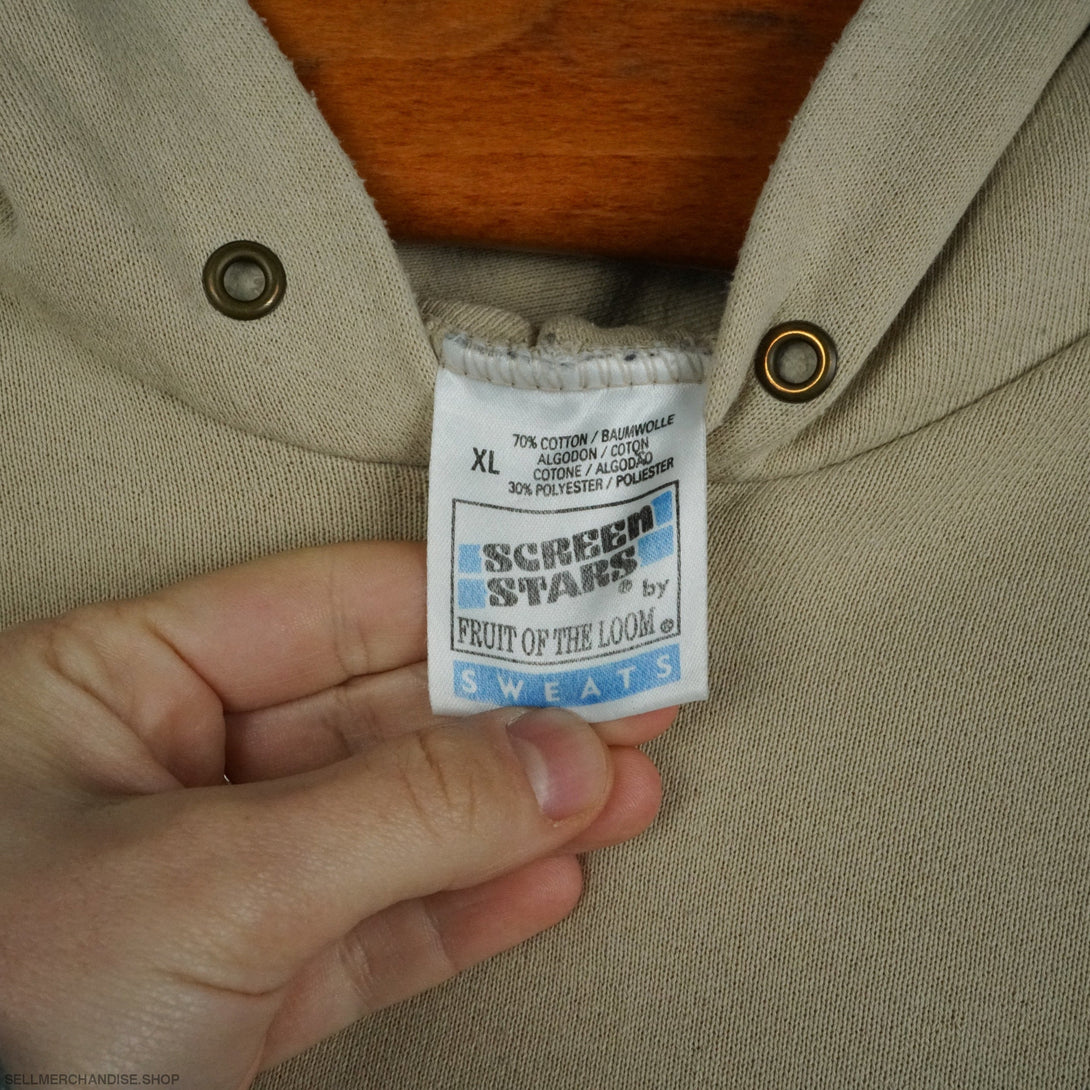 XL
70% COTTON / BAUMWOLLE
ALGODON / COTON
COTONE / ALGODÃO
30% POLYESTER / POLIESTER
SCREEN
STARS® by
FRUIT OF THE LOOM®
SWEATS
SELLMERCHANDISE.SHOP